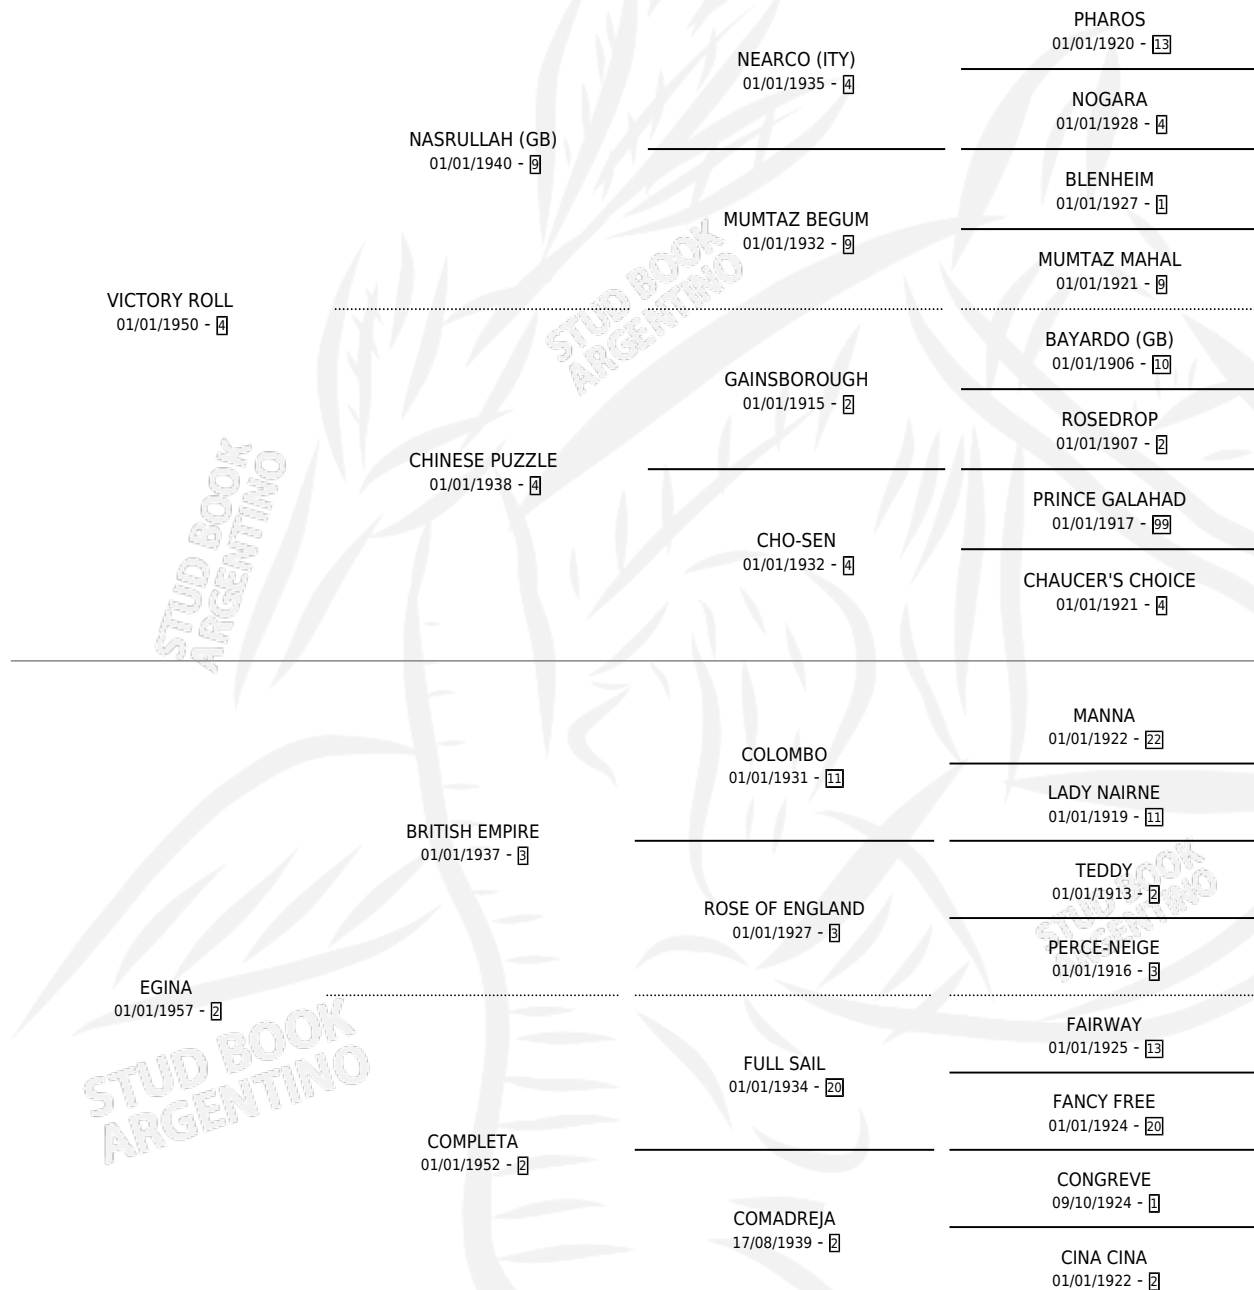 PHAROS
01/01/1920 - 13
NEARCO (ITY)
01/01/1935 - 4
NOGARA
01/01/1928 - 4
NASRULLAH (GB)
01/01/1940 - 9
BLENHEIM
01/01/1927 - 1
MUMTAZ BEGUM
01/01/1932 - 9
MUMTAZ MAHAL
01/01/1921 - 9
VICTORY ROLL
01/01/1950 - 4
STUD BOOK
ARGENTINO
BAYARDO (GB)
01/01/1906 - 10
GAINSBOROUGH
01/01/1915 - 2
ROSEDROP
01/01/1907 - 2
CHINESE PUZZLE
01/01/1938 - 4
PRINCE GALAHAD
01/01/1917 - 99
CHO-SEN
01/01/1932 - 4
CHAUCER'S CHOICE
01/01/1921 - 4
STUD BOOK
ARGENTINO
MANNA
01/01/1922 - 22
COLOMBO
01/01/1931 - 11
LADY NAIRNE
01/01/1919 - 11
BRITISH EMPIRE
01/01/1937 - 3
TEDDY
01/01/1913 - 2
ROSE OF ENGLAND
01/01/1927 - 3
PERCE-NEIGE
01/01/1916 - 3
STUD BOOK
ARGENTINO
EGINA
01/01/1957 - 2
STUD BOOK
ARGENTINO
FAIRWAY
01/01/1925 - 13
FULL SAIL
01/01/1934 - 20
FANCY FREE
01/01/1924 - 20
COMPLETA
01/01/1952 - 2
CONGREVE
09/10/1924 - 1
COMADREJA
17/08/1939 - 2
CINA CINA
01/01/1922 - 2